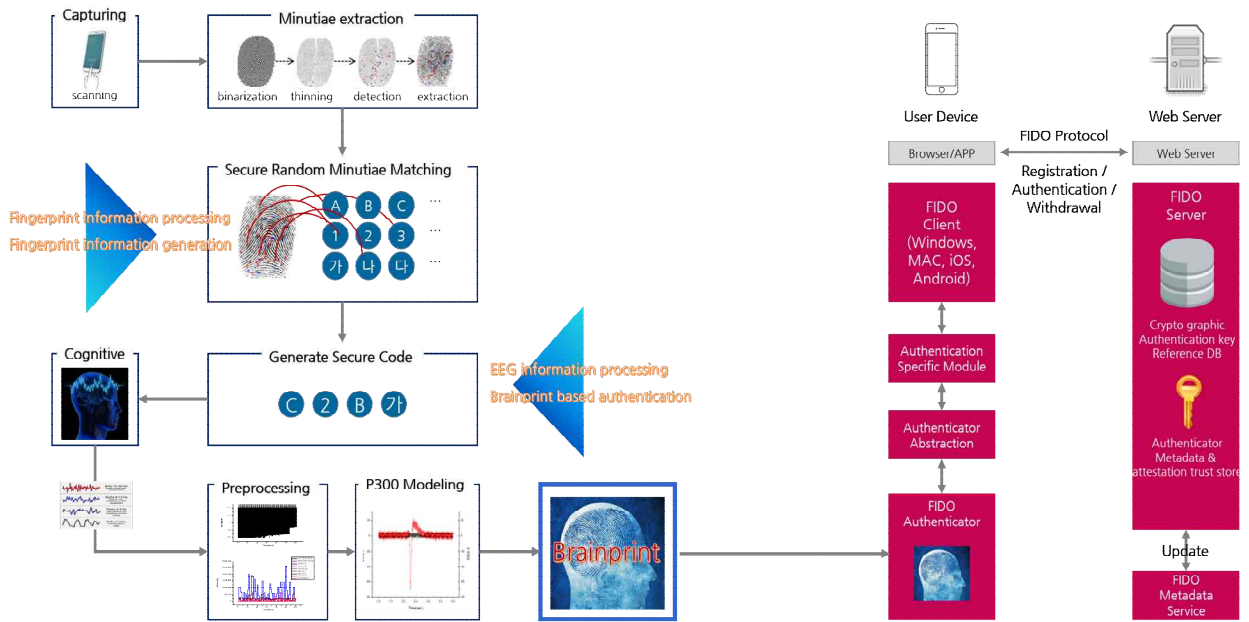 Capturing
scanning
Minutiae extraction
binarization
thinning
detection
extraction
Secure Random Minutiae Matching
A B C ...
1 2 3 ...
가 나 다 ...
Fingerprint information processing
Fingerprint information generation
Cognitive
Generate Secure Code
C 2 B 가
EEG information processing
Brainprint based authentication
Preprocessing
P300 Modeling
Brainprint
User Device
Web Server
Browser/APP
FIDO Protocol
Web Server
Registration /
Authentication /
Withdrawal
FIDO
Client
(Windows,
MAC, iOS,
Android)
Authentication
Specific Module
Authenticator
Abstraction
FIDO
Authenticator
FIDO
Server
Crypto graphic
Authentication key
Reference DB
Authenticator
Metadata &
attestation trust store
Update
FIDO
Metadata
Service